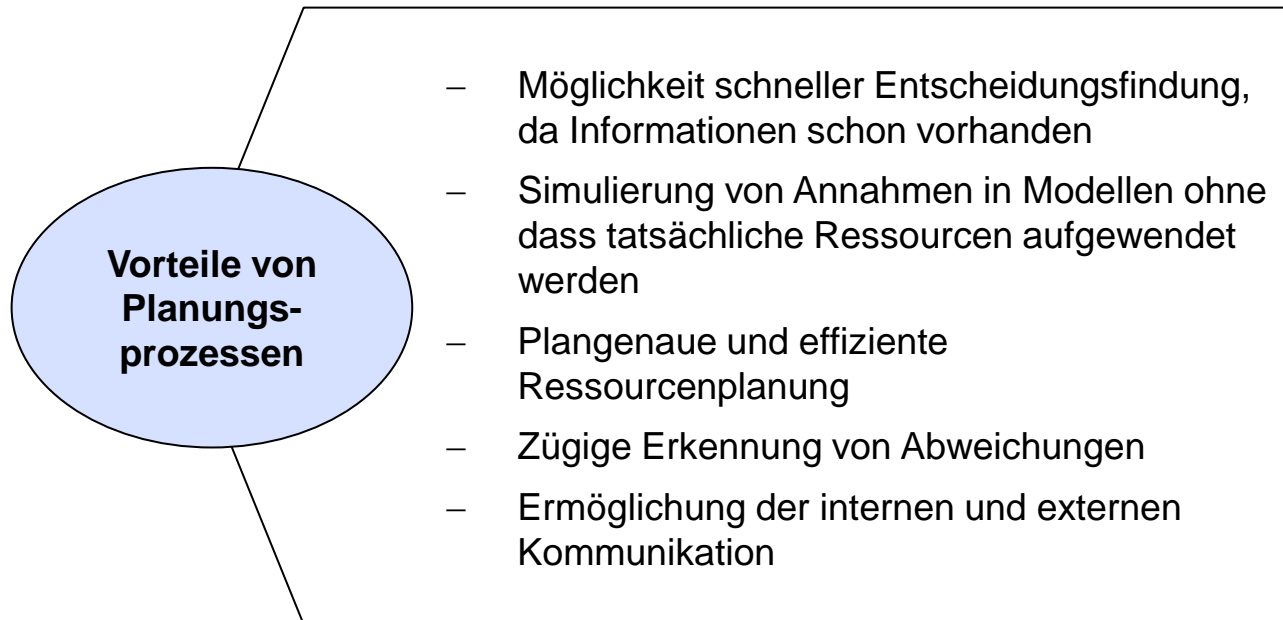 Vorteile von
Planungs-
prozessen
– Möglichkeit schneller Entscheidungsfindung,
da Informationen schon vorhanden
– Simulierung von Annahmen in Modellen ohne
dass tatsächliche Ressourcen aufgewendet
werden
– Plangenaue und effiziente
Ressourcenplanung
– Zügige Erkennung von Abweichungen
– Ermöglichung der internen und externen
Kommunikation